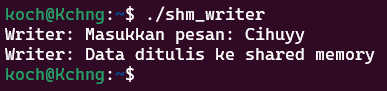 koch@Kchng:~$ ./shm_writer
Writer: Masukkan pesan: Cihuyy
Writer: Data ditulis ke shared memory
koch@Kchng:~$